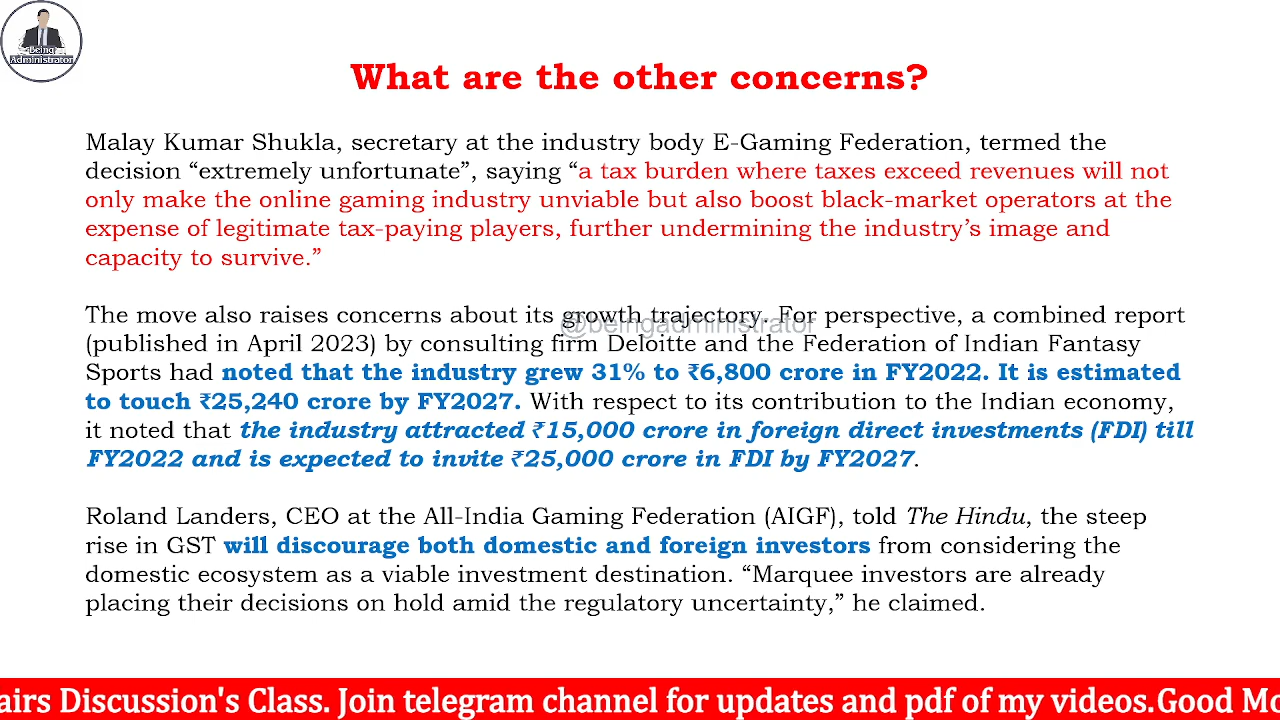 Being
Administrator
What are the other concerns?
Malay Kumar Shukla, secretary at the industry body E-Gaming Federation, termed the
decision “extremely unfortunate”, saying “a tax burden where taxes exceed revenues will not
only make the online gaming industry unviable but also boost black-market operators at the
expense of legitimate tax-paying players, further undermining the industry’s image and
capacity to survive.”
The move also raises concerns about its growth trajectory. For perspective, a combined report
@beingadministrator
(published in April 2023) by consulting firm Deloitte and the Federation of Indian Fantasy
Sports had noted that the industry grew 31% to ₹6,800 crore in FY2022. It is estimated
to touch ₹25,240 crore by FY2027. With respect to its contribution to the Indian economy,
it noted that the industry attracted ₹15,000 crore in foreign direct investments (FDI) till
FY2022 and is expected to invite ₹25,000 crore in FDI by FY2027.
Roland Landers, CEO at the All-India Gaming Federation (AIGF), told The Hindu, the steep
rise in GST will discourage both domestic and foreign investors from considering the
domestic ecosystem as a viable investment destination. “Marquee investors are already
placing their decisions on hold amid the regulatory uncertainty,” he claimed.
airs Discussion's Class. Join telegram channel for updates and pdf of my videos.Good Mo